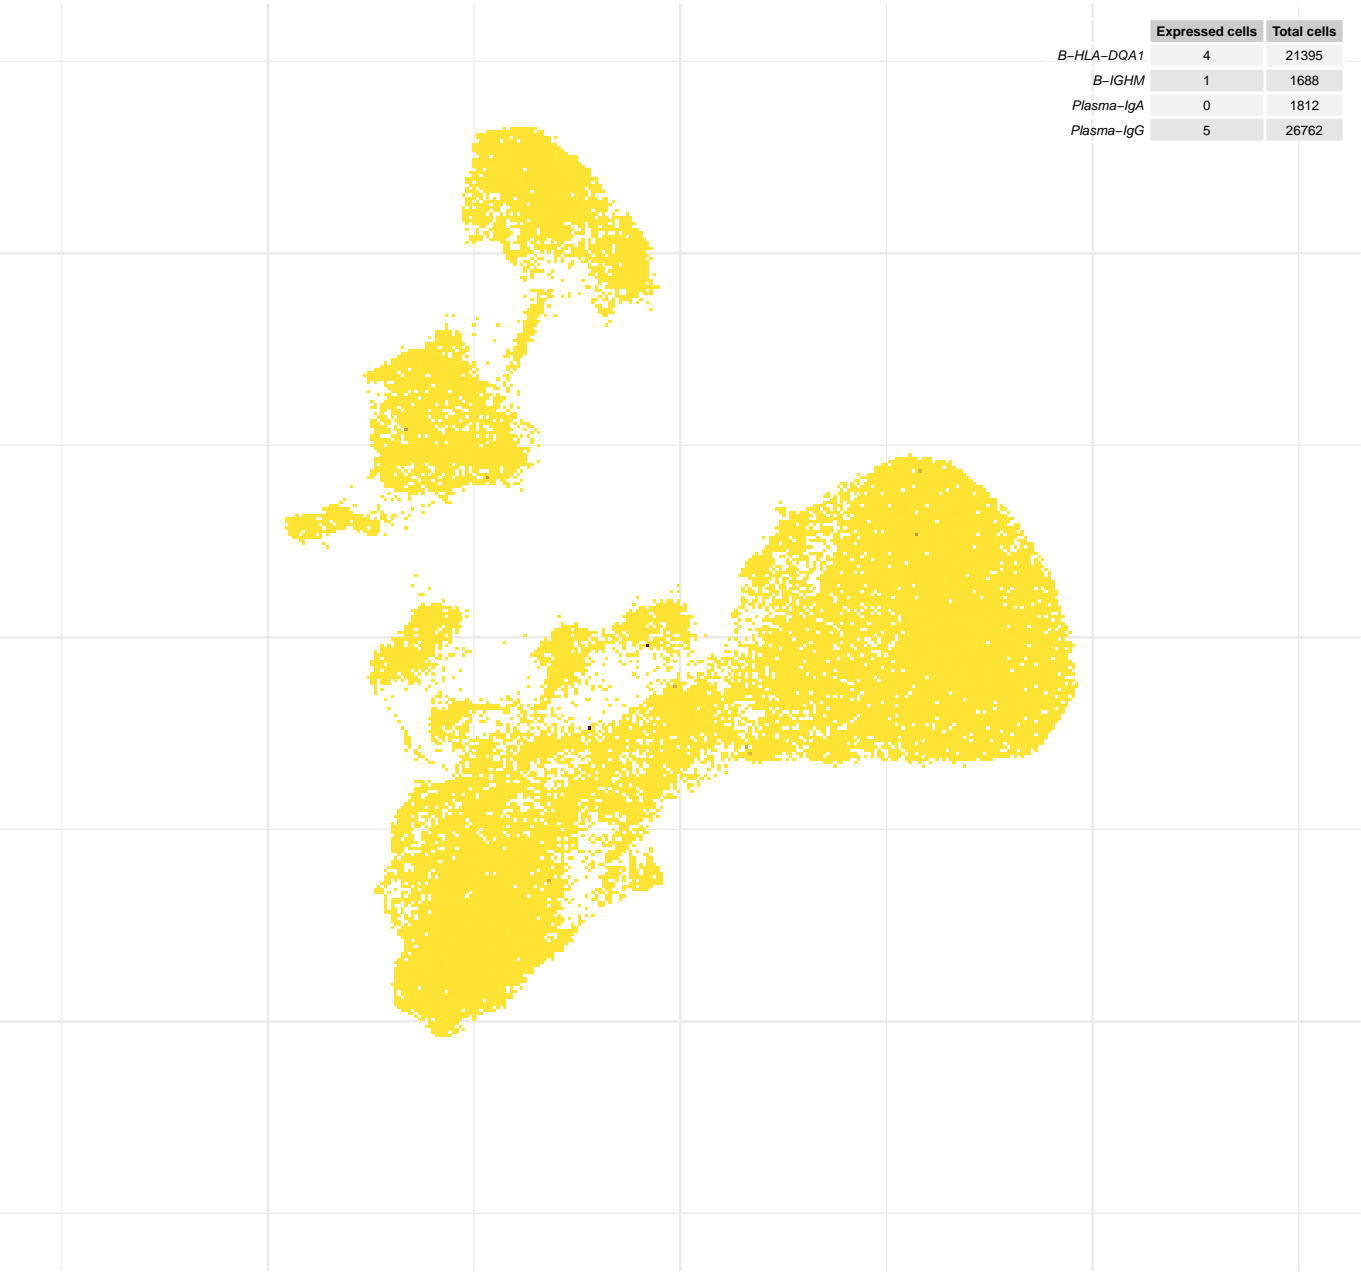 Expressed cells Total cells
B−HLA−DQA1 4 21395
B−IGHM 1 1688
Plasma−IgA 0 1812
Plasma−IgG 5 26762